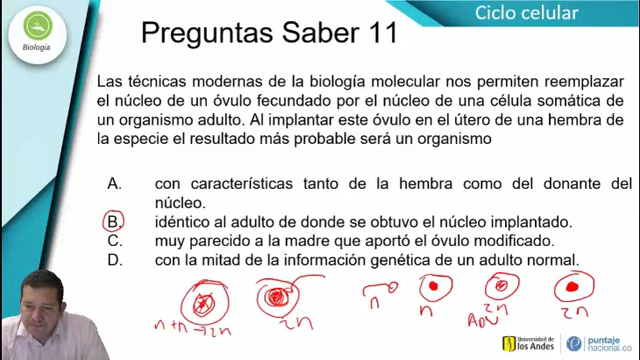 Ciclo celular
Biología
Preguntas Saber 11
Las técnicas modernas de la biología molecular nos permiten reemplazar
el núcleo de un óvulo fecundado por el núcleo de una célula somática de
un organismo adulto. Al implantar este óvulo en el útero de una hembra de
la especie el resultado más probable será un organismo
A. con características tanto de la hembra como del donante del
núcleo.
B. idéntico al adulto de donde se obtuvo el núcleo implantado.
C. muy parecido a la madre que aportó el óvulo modificado.
D. con la mitad de la información genética de un adulto normal.
n+n→2n 2n n n 2n 2n
ADN
Universidad de
los Andes
puntaje
nacional.co